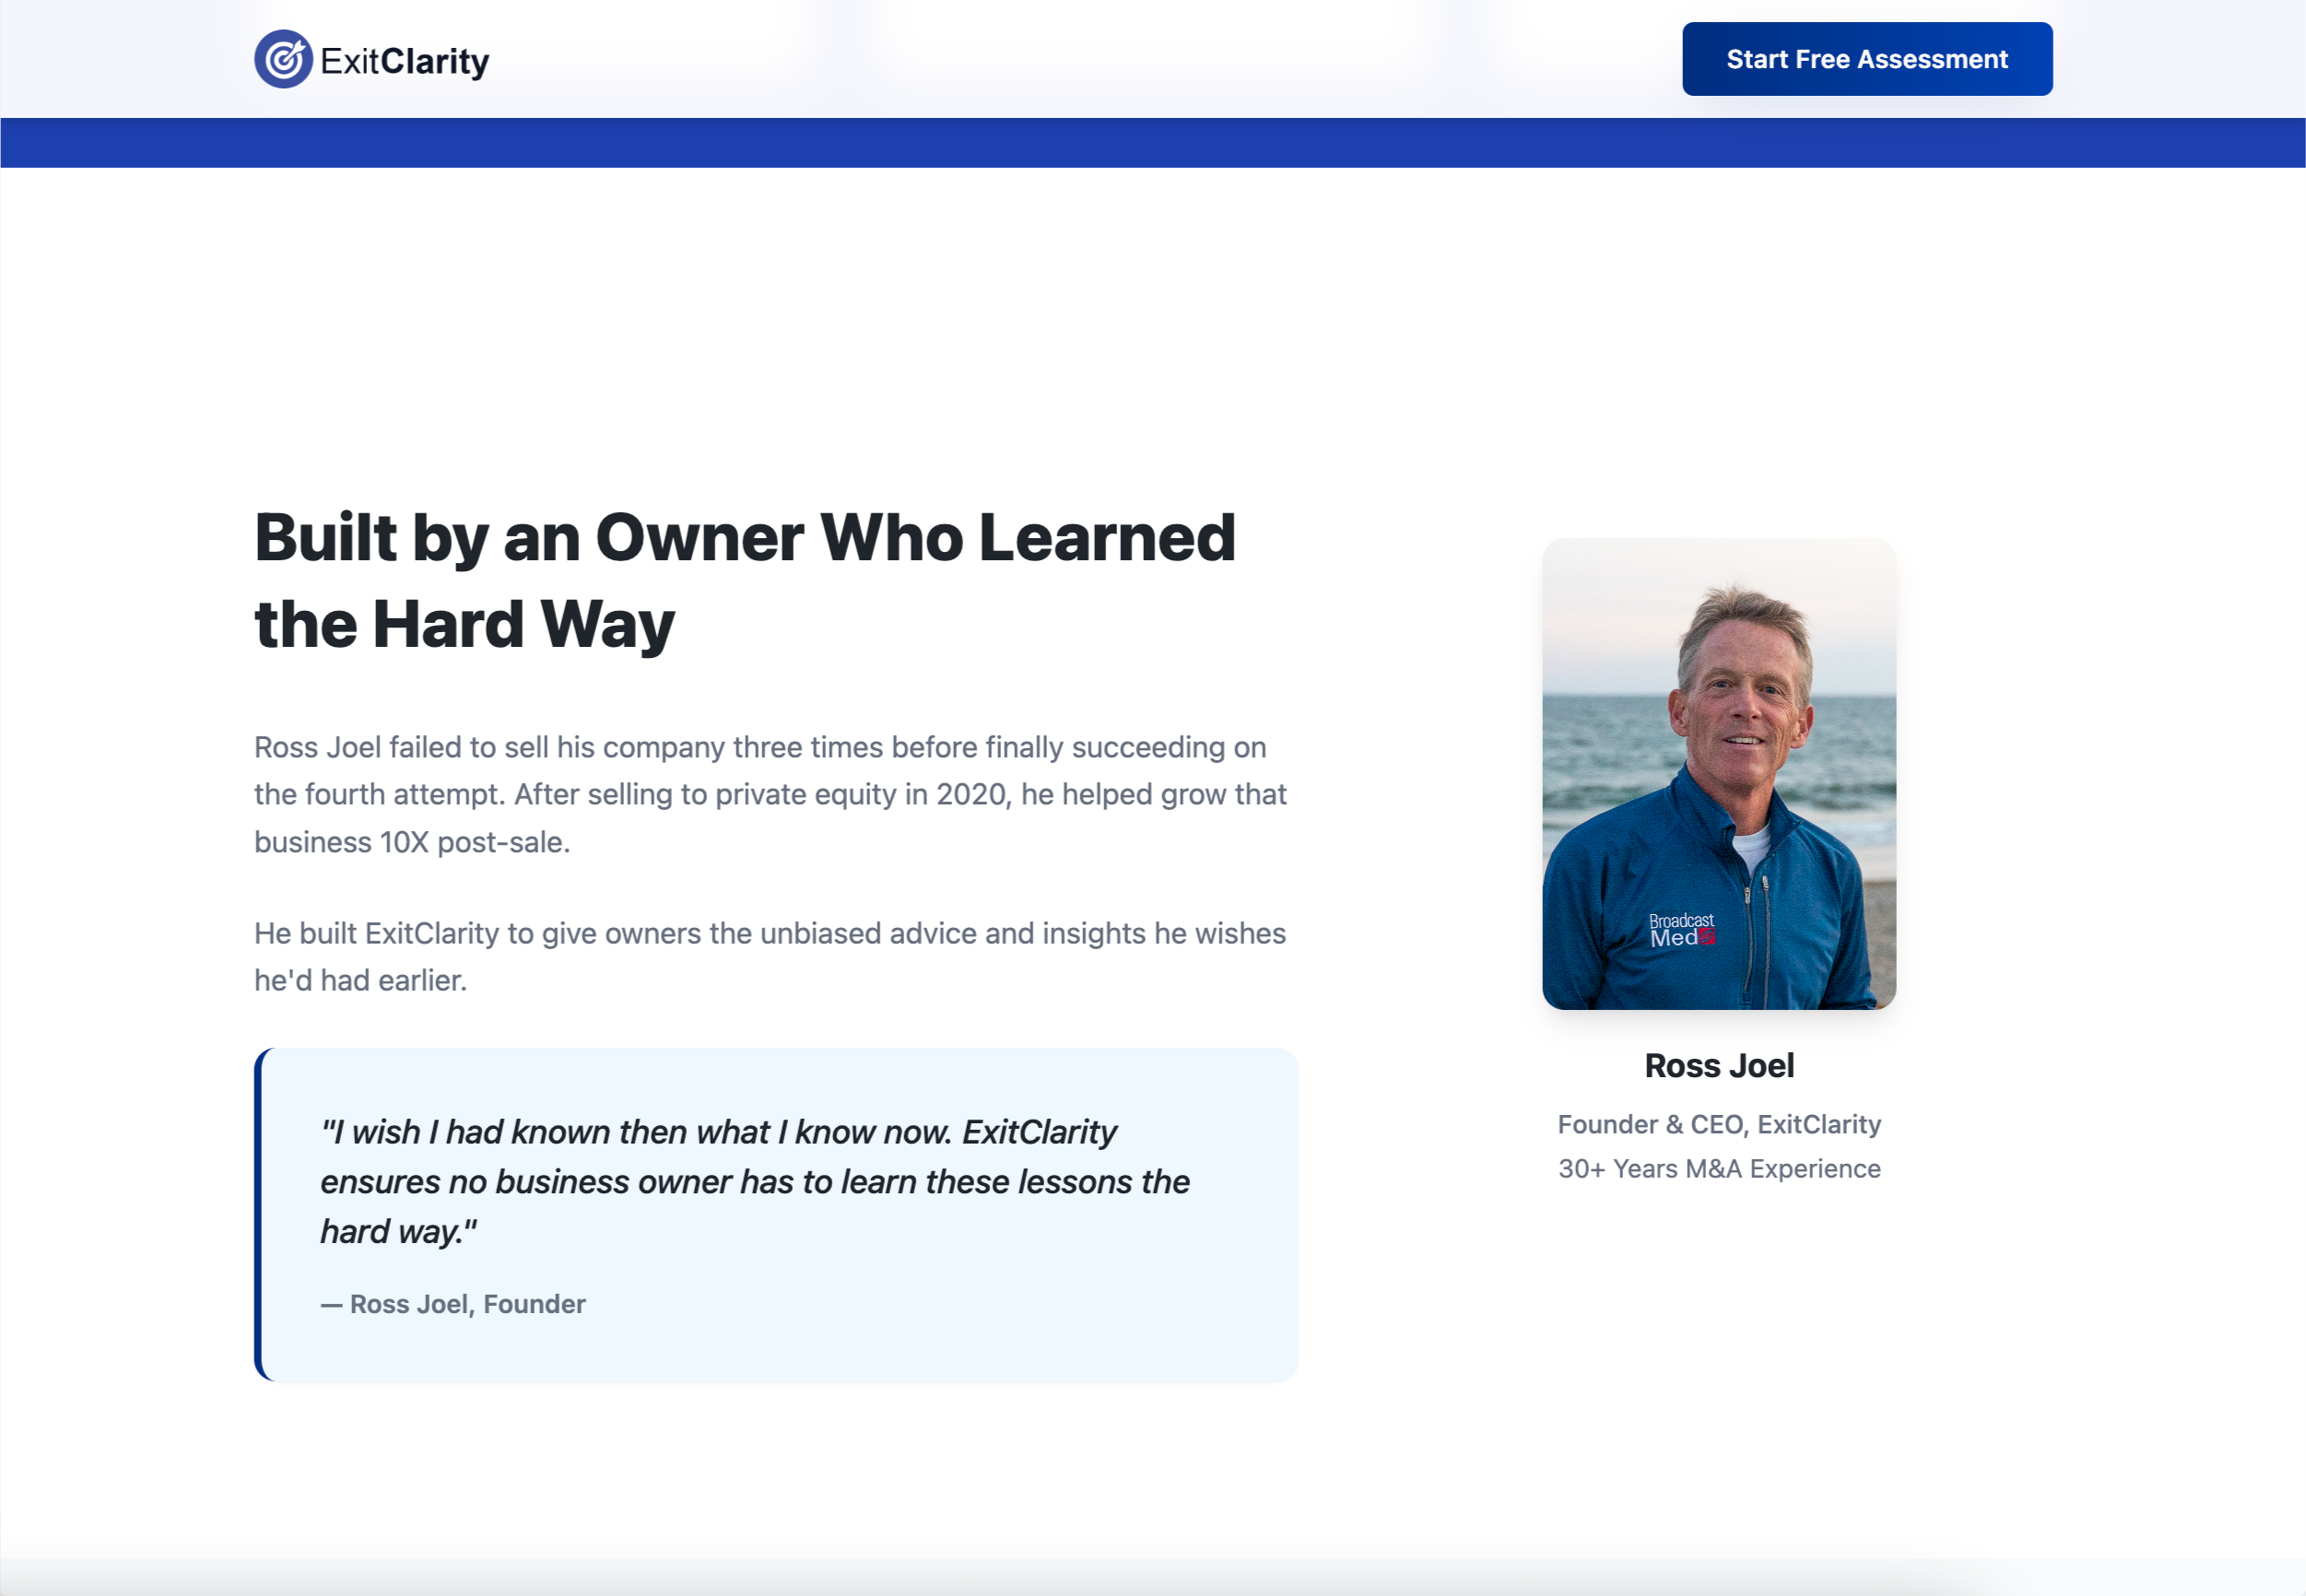 ExitClarity
Start Free Assessment
Built by an Owner Who Learned
the Hard Way
Ross Joel failed to sell his company three times before finally succeeding on
the fourth attempt. After selling to private equity in 2020, he helped grow that
business 10X post-sale.
He built ExitClarity to give owners the unbiased advice and insights he wishes
he'd had earlier.
"I wish I had known then what I know now. ExitClarity
ensures no business owner has to learn these lessons the
hard way."
— Ross Joel, Founder
Broadcast
Med
Ross Joel
Founder & CEO, ExitClarity
30+ Years M&A Experience